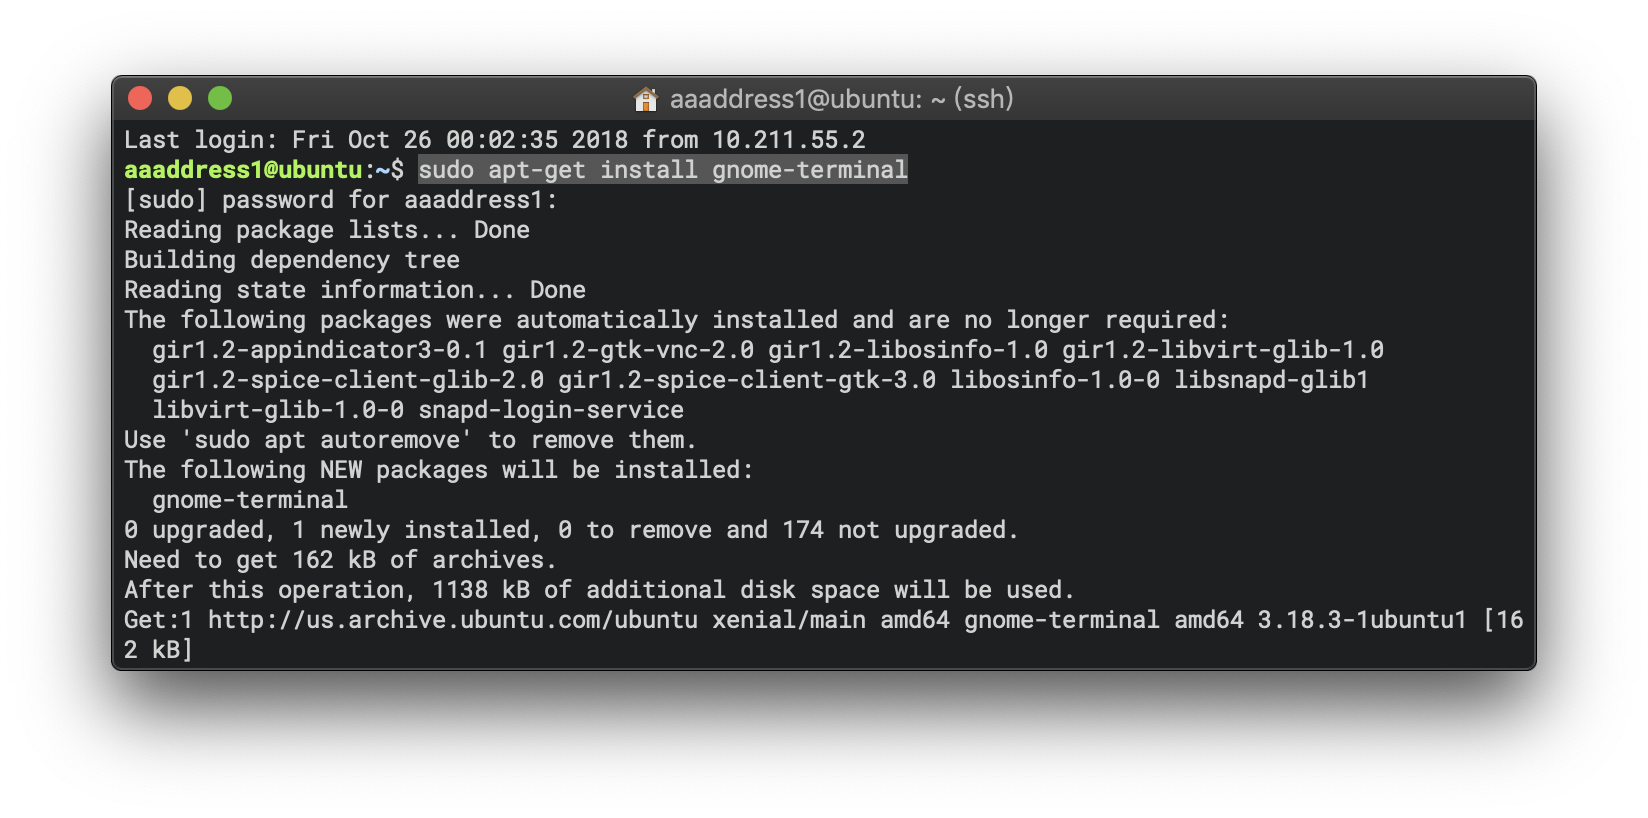 aaaddress1@ubuntu: ~ (ssh)
Last login: Fri Oct 26 00:02:35 2018 from 10.211.55.2
aaaddress1@ubuntu:~$ sudo apt-get install gnome-terminal
[sudo] password for aaaddress1:
Reading package lists... Done
Building dependency tree
Reading state information... Done
The following packages were automatically installed and are no longer required:
  gir1.2-appindicator3-0.1 gir1.2-gtk-vnc-2.0 gir1.2-libosinfo-1.0 gir1.2-libvirt-glib-1.0
  gir1.2-spice-client-glib-2.0 gir1.2-spice-client-gtk-3.0 libosinfo-1.0-0 libsnapd-glib1
  libvirt-glib-1.0-0 snapd-login-service
Use 'sudo apt autoremove' to remove them.
The following NEW packages will be installed:
  gnome-terminal
0 upgraded, 1 newly installed, 0 to remove and 174 not upgraded.
Need to get 162 kB of archives.
After this operation, 1138 kB of additional disk space will be used.
Get:1 http://us.archive.ubuntu.com/ubuntu xenial/main amd64 gnome-terminal amd64 3.18.3-1ubuntu1 [16
2 kB]